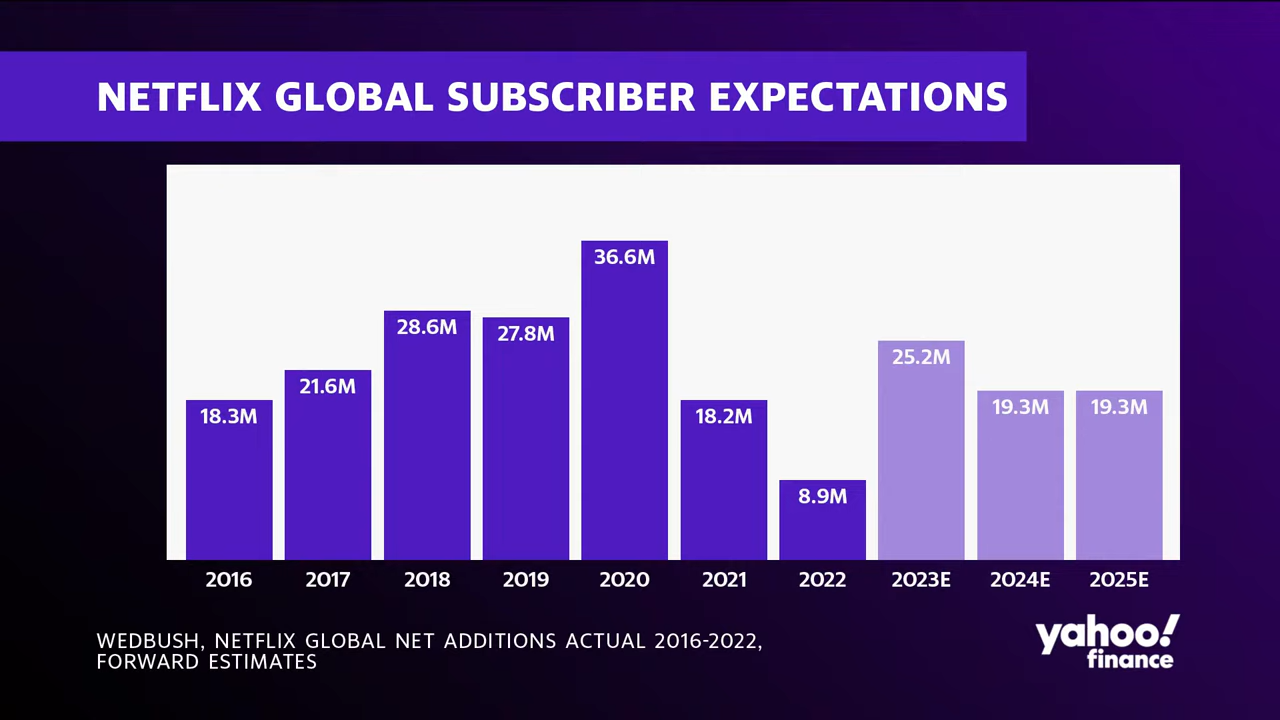 NETFLIX GLOBAL SUBSCRIBER EXPECTATIONS
36.6M
28.6M
27.8M
25.2M
21.6M
18.3M
18.2M
19.3M
19.3M
8.9M
2016 2017 2018 2019 2020 2021 2022 2023E 2024E 2025E
WEDBUSH, NETFLIX GLOBAL NET ADDITIONS ACTUAL 2016-2022,
FORWARD ESTIMATES
yahoo!
finance